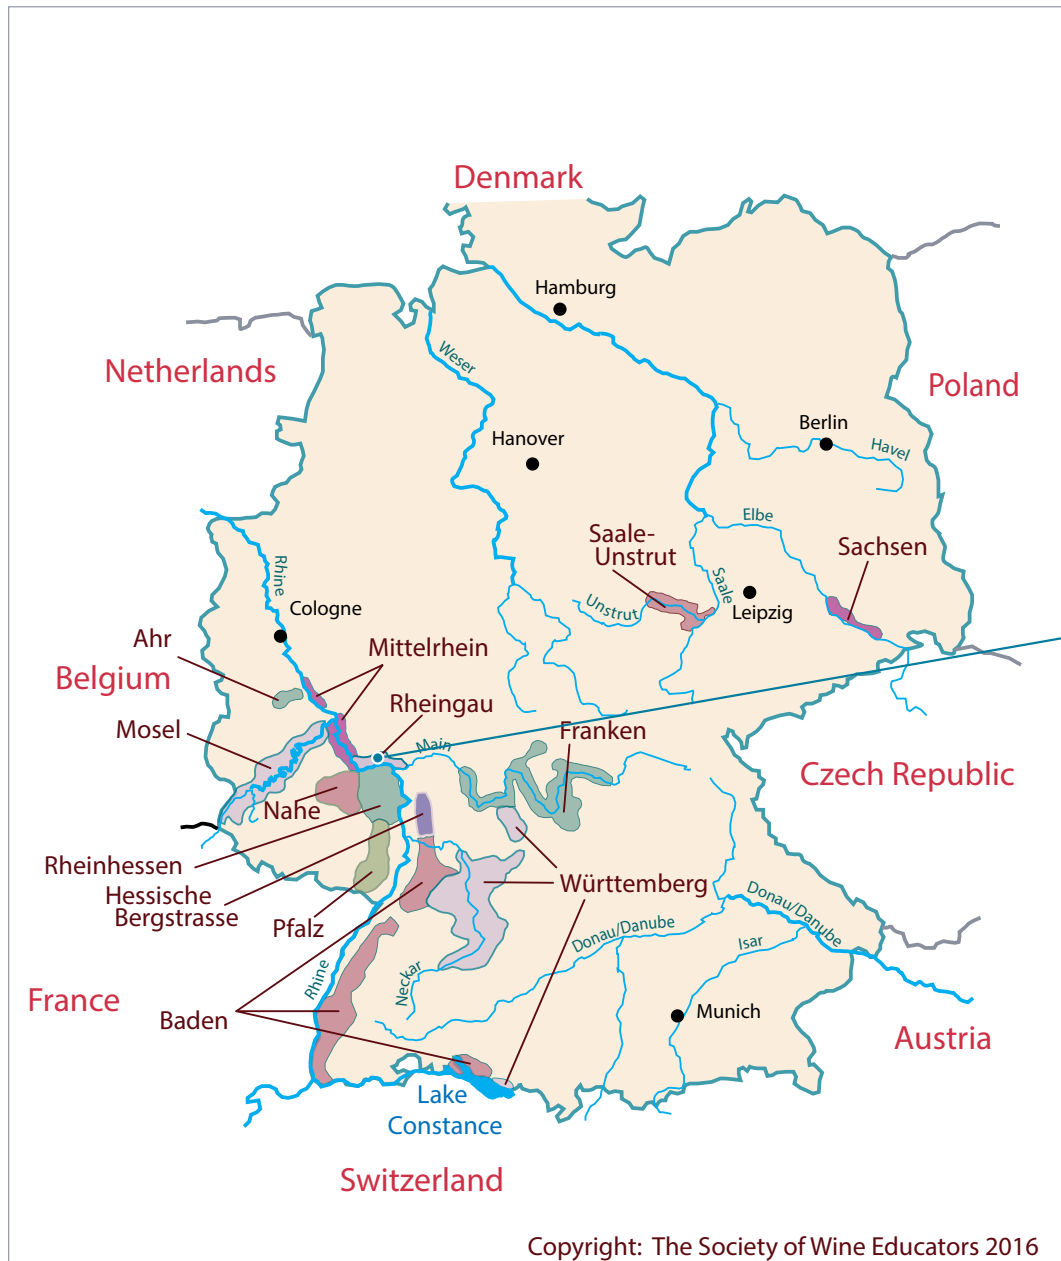 Denmark
Hamburg
Weser
Netherlands
Poland
Berlin
Hanover
Havel
Elbe
Saale-
Unstrut
Sachsen
Rhine
Saale
Cologne
Unstrut
Leipzig
Ahr
Mittelrhein
Belgium
Rheingau
Mosel
Main
Franken
Czech Republic
Nahe
Rheinhessen
Hessische
Bergstrasse
Württemberg
Pfalz
Donau/Danube
Donau/Danube
Isar
Rhine
Neckar
France
Baden
Munich
Austria
Lake
Constance
Switzerland
Copyright: The Society of Wine Educators 2016